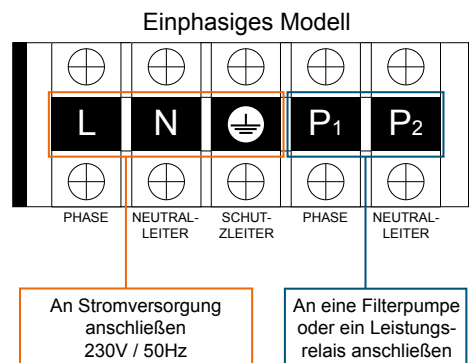 Einphasiges Modell
L N P1 P2
PHASE NEUTRAL- SCHUT- PHASE NEUTRAL-
LEITER ZLEITER LEITER
An Stromversorgung
anschließen
230V / 50Hz
An eine Filterpumpe
oder ein Leistungs-
relais anschließen